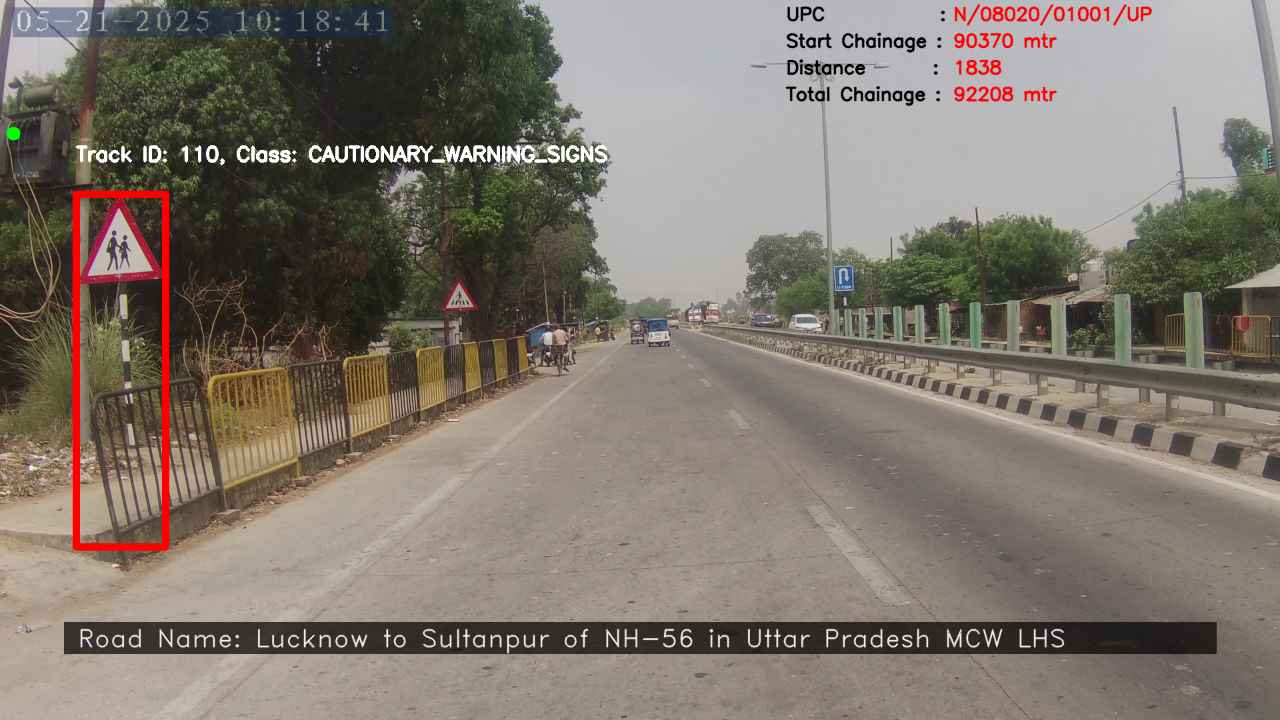 05-21-2025 10:18:41
UPC : N/08020/01001/UP
Start Chainage : 90370 mtr
Distance : 1838
Total Chainage : 92208 mtr
Track ID: 110, Class: CAUTIONARY_WARNING_SIGNS
Road Name: Lucknow to Sultanpur of NH-56 in Uttar Pradesh MCW LHS